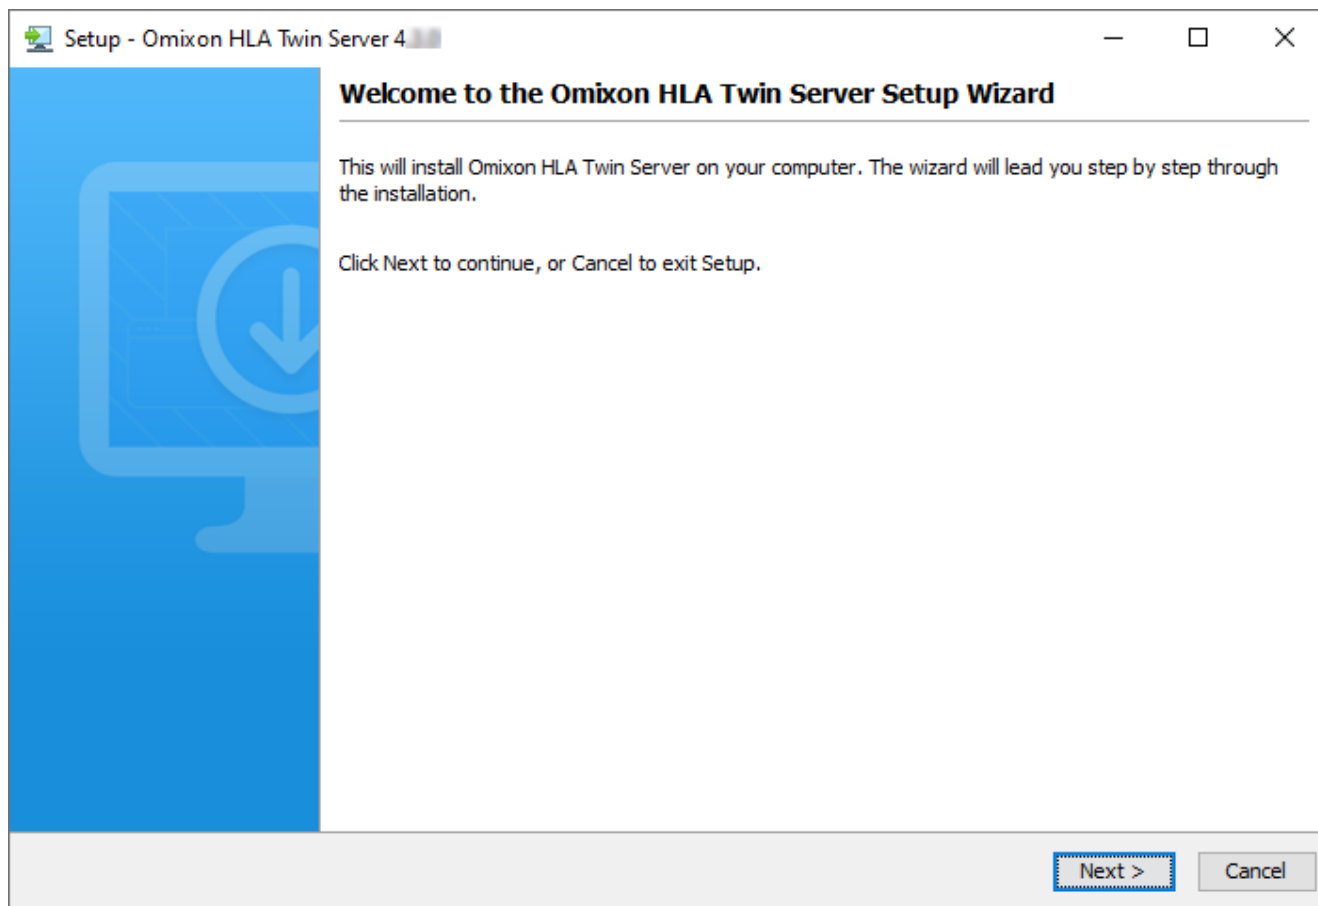 Setup - Omixon HLA Twin Server 4
Welcome to the Omixon HLA Twin Server Setup Wizard
This will install Omixon HLA Twin Server on your computer. The wizard will lead you step by step through
the installation.
Click Next to continue, or Cancel to exit Setup.
Next >
Cancel